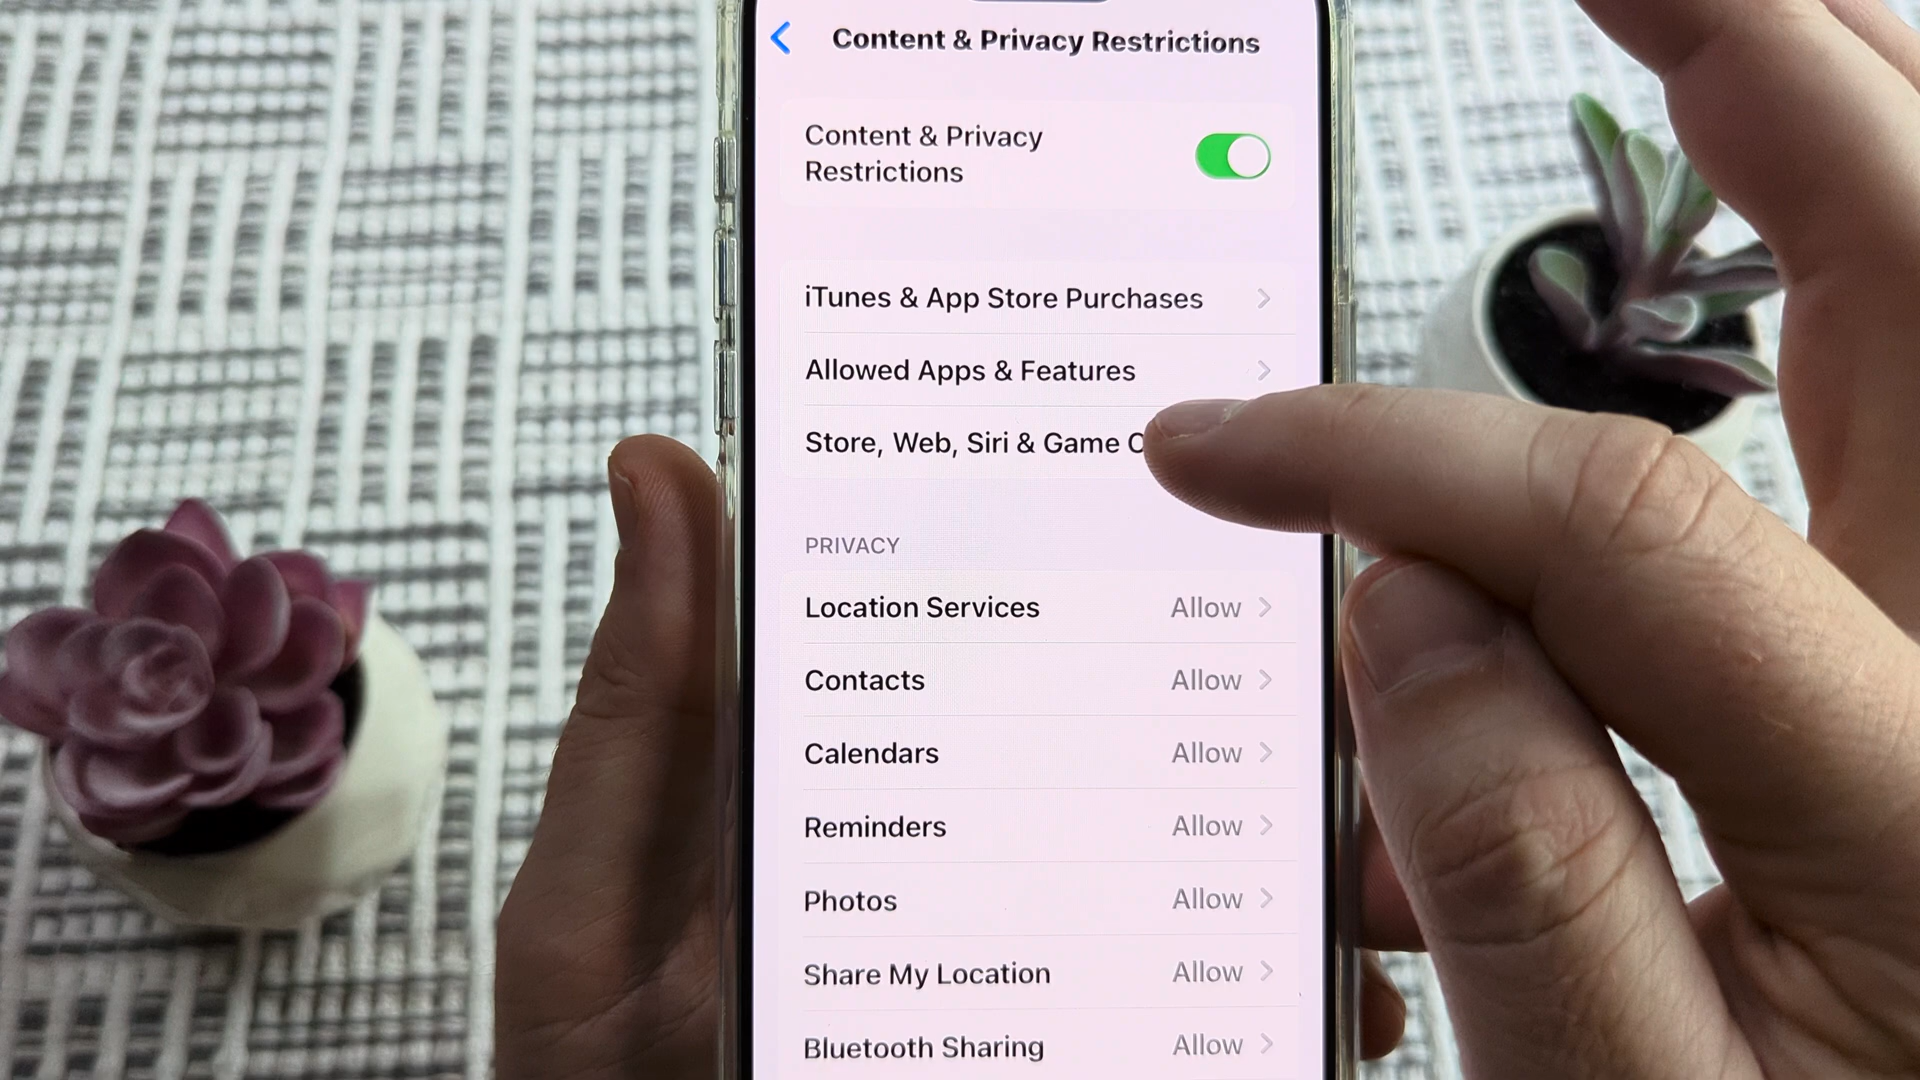 Content & Privacy Restrictions
Content & Privacy
Restrictions
iTunes & App Store Purchases
Allowed Apps & Features
Store, Web, Siri & Game C
PRIVACY
Location Services Allow
Contacts Allow
Calendars Allow
Reminders Allow
Photos Allow
Share My Location Allow
Bluetooth Sharing Allow